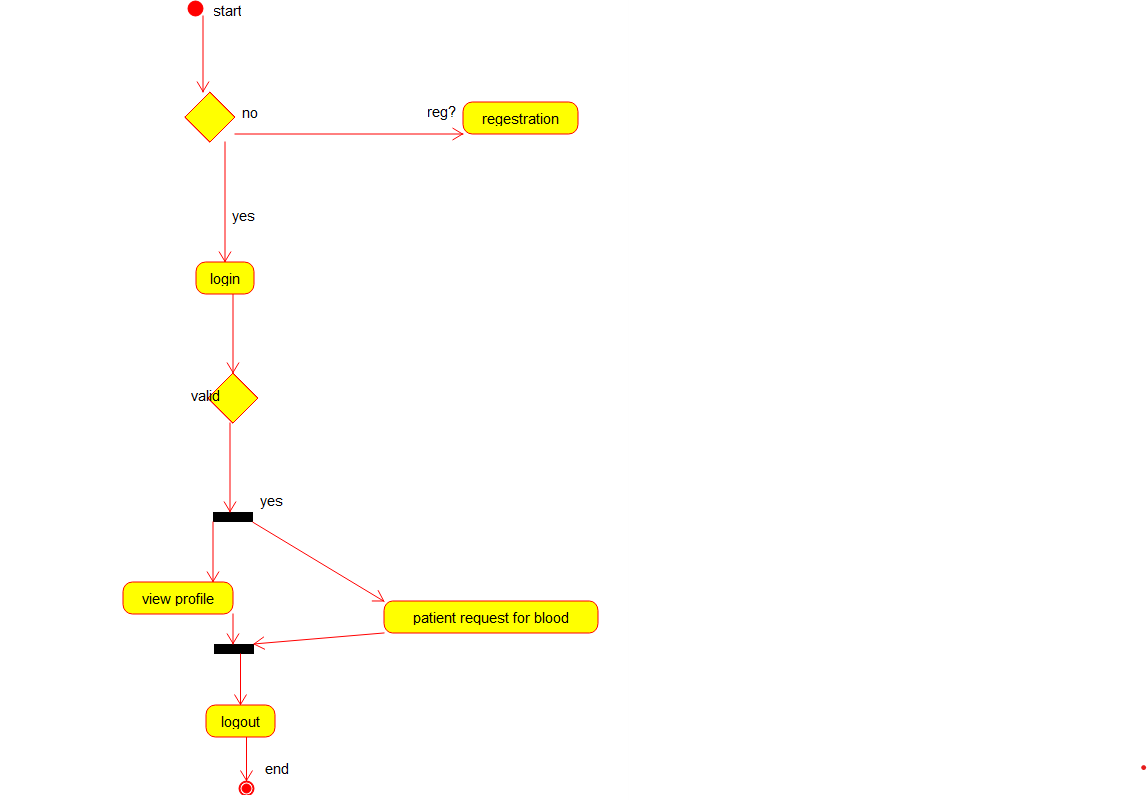 start
no
reg?
regestration
yes
login
valid
yes
view profile
patient request for blood
logout
end